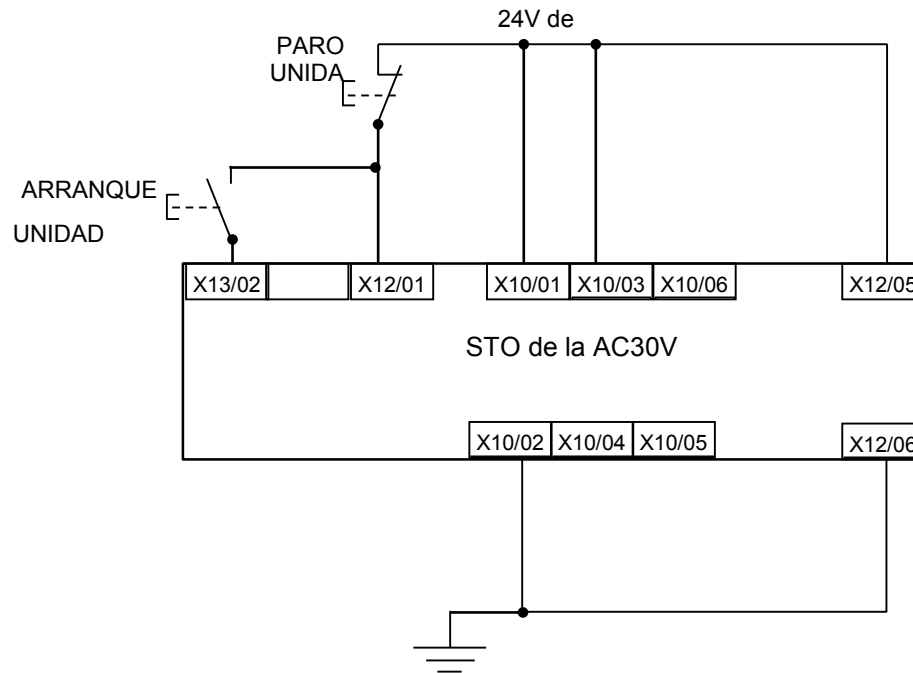 24V de
PARO
UNIDA
ARRANQUE
UNIDAD
X13/02 X12/01 X10/01 X10/03 X10/06 X12/05
STO de la AC30V
X10/02 X10/04 X10/05 X12/06